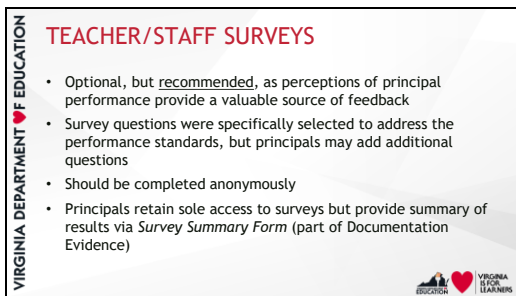 VIRGINIA DEPARTMENT OF EDUCATION
TEACHER/STAFF SURVEYS
• Optional, but recommended, as perceptions of principal
performance provide a valuable source of feedback
• Survey questions were specifically selected to address the
performance standards, but principals may add additional
questions
• Should be completed anonymously
• Principals retain sole access to surveys but provide summary of
results via Survey Summary Form (part of Documentation
Evidence)
EDUCATION
VIRGINIA
IS FOR
LEARNERS